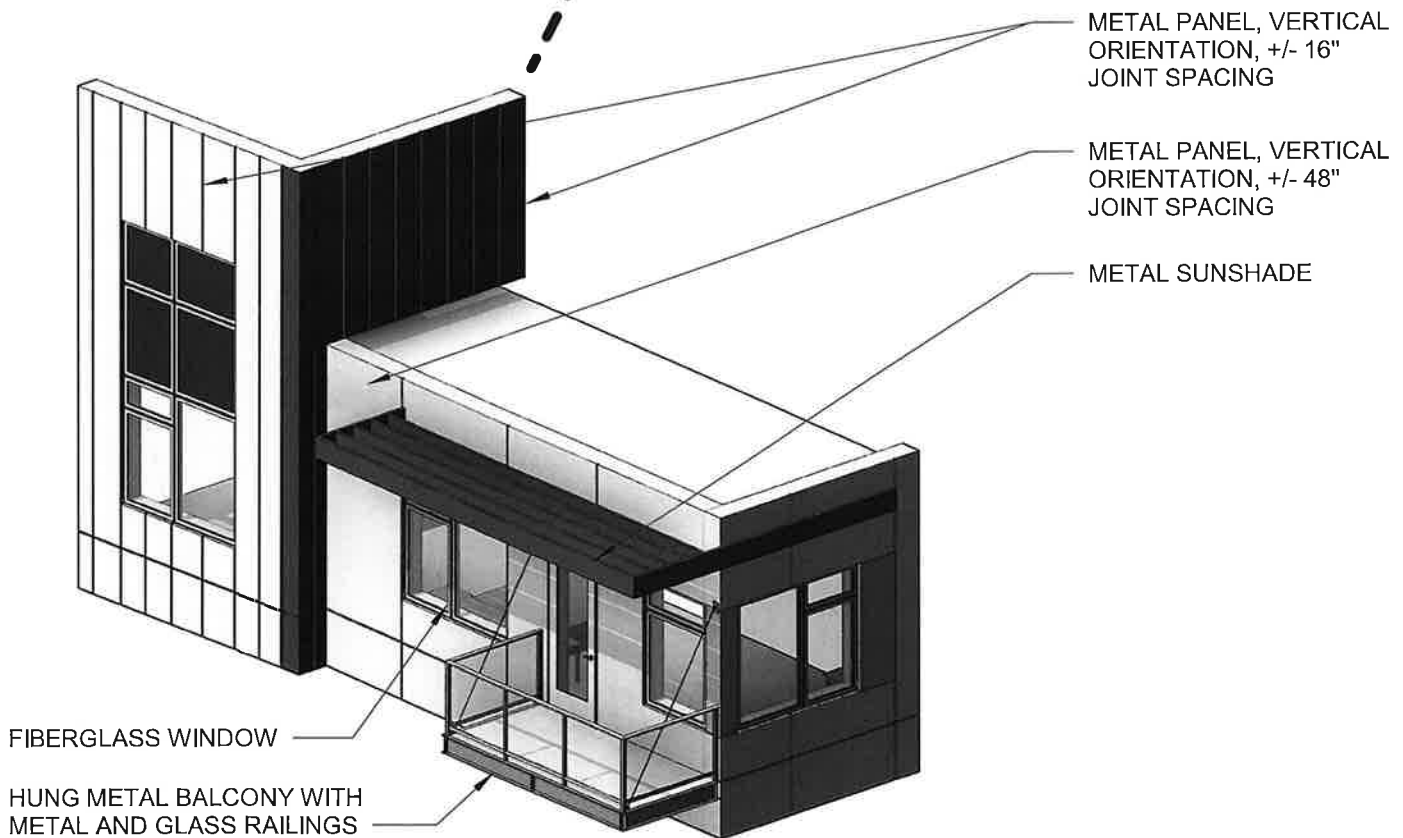 METAL PANEL, VERTICAL
ORIENTATION, +/- 16"
JOINT SPACING
METAL PANEL, VERTICAL
ORIENTATION, +/- 48"
JOINT SPACING
METAL SUNSHADE
FIBERGLASS WINDOW
HUNG METAL BALCONY WITH
METAL AND GLASS RAILINGS